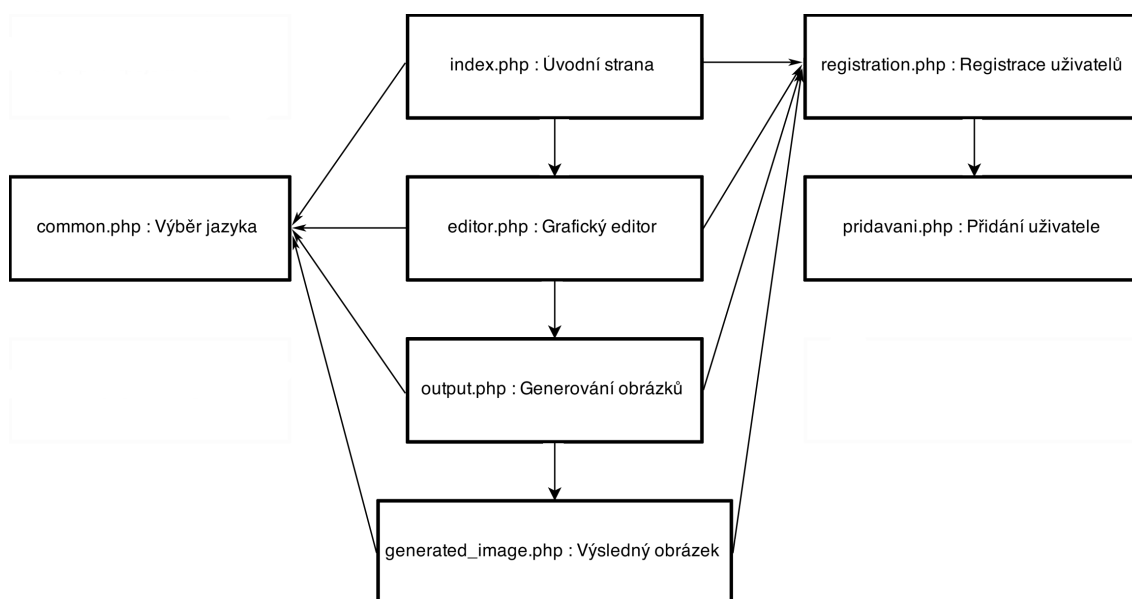 index.php : Úvodní strana
registration.php : Registrace uživatelů
common.php : Výběr jazyka
editor.php : Grafický editor
pridavani.php : Přidání uživatele
output.php : Generování obrázků
generated_image.php : Výsledný obrázek